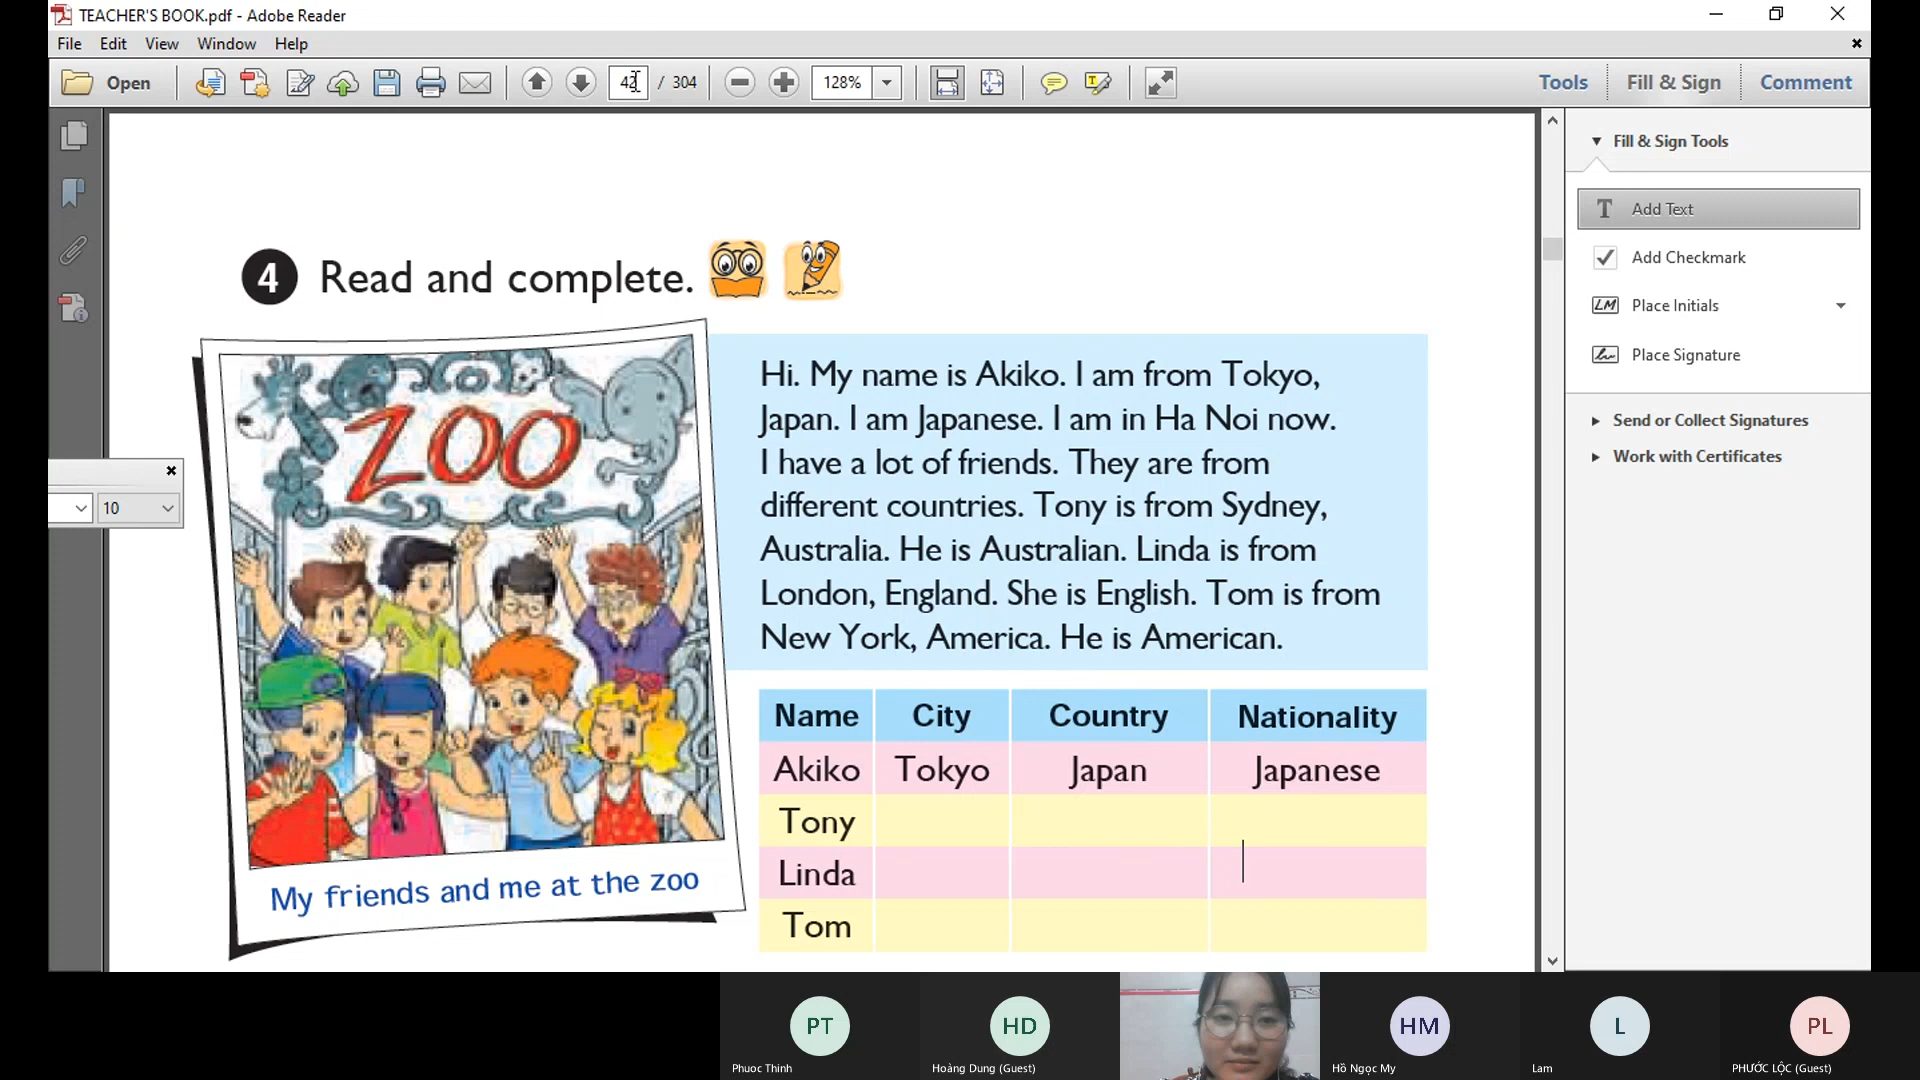 TEACHER'S BOOK.pdf - Adobe Reader
File Edit View Window Help
Open 42 / 304 128% Tools Fill & Sign Comment
Fill & Sign Tools
T Add Text
Add Checkmark
LM Place Initials
Place Signature
Send or Collect Signatures
Work with Certificates
10
4 Read and complete.
ZOO
My friends and me at the zoo
Hi. My name is Akiko. I am from Tokyo,
Japan. I am Japanese. I am in Ha Noi now.
I have a lot of friends. They are from
different countries. Tony is from Sydney,
Australia. He is Australian. Linda is from
London, England. She is English. Tom is from
New York, America. He is American.
Name City Country Nationality
Akiko Tokyo Japan Japanese
Tony
Linda
Tom
PT HD HM L PL
Phuoc Thinh Hoàng Dung (Guest) Hồ Ngọc My Lam PHƯỚC LỘC (Guest)